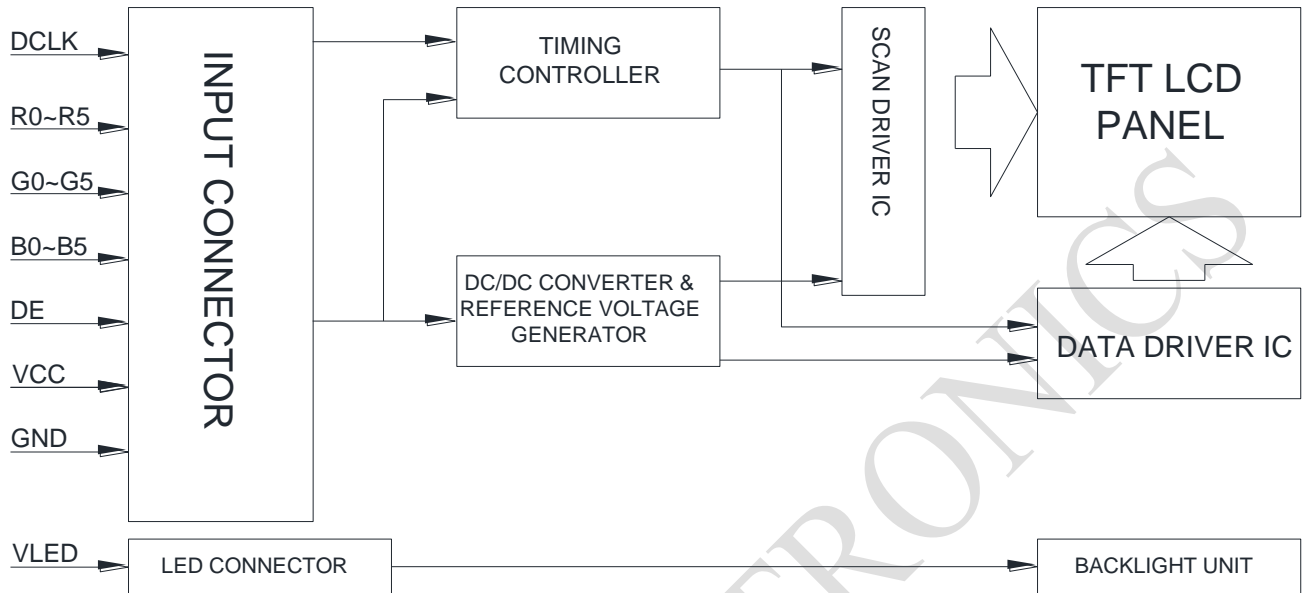 DCLK
R0~R5
G0~G5
B0~B5
DE
VCC
GND
VLED
INPUT CONNECTOR
LED CONNECTOR
TIMING
CONTROLLER
DC/DC CONVERTER &
REFERENCE VOLTAGE
GENERATOR
SCAN DRIVER IC
TFT LCD
PANEL
DATA DRIVER IC
BACKLIGHT UNIT
TRONICS